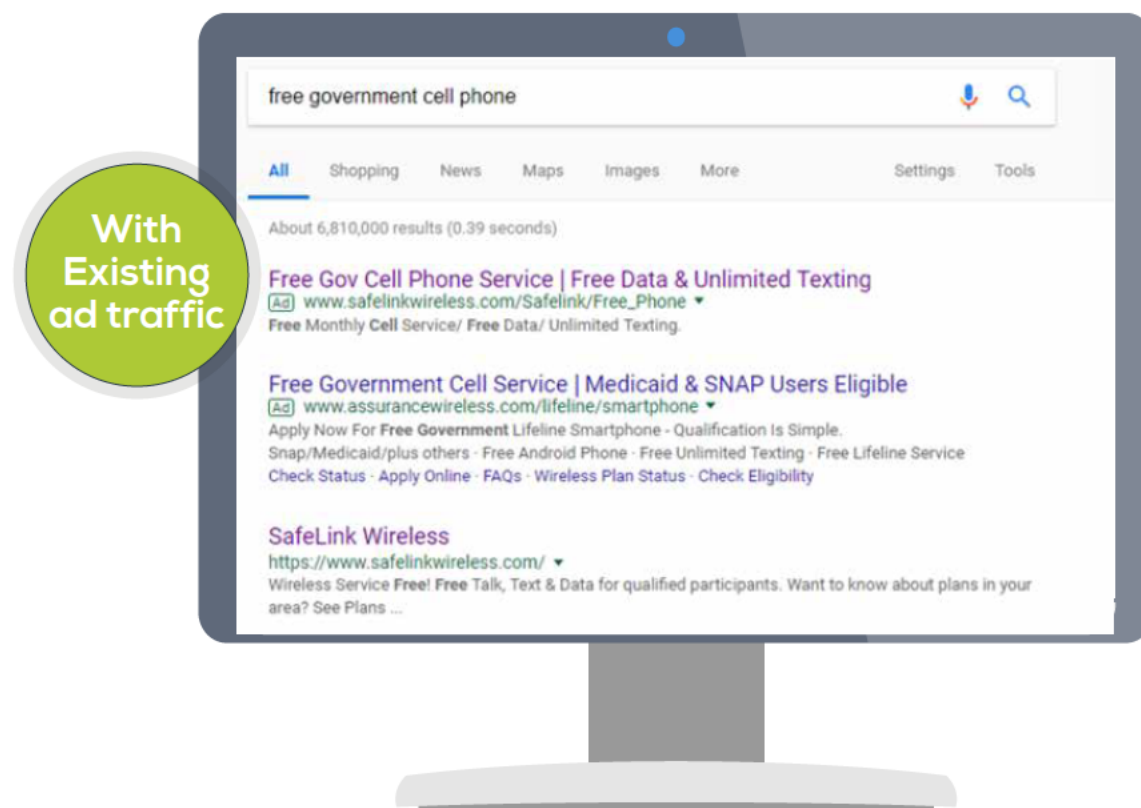 free government cell phone
All Shopping News Maps Images More Settings Tools
With
Existing
ad traffic
About 6,810,000 results (0.39 seconds)
Free Gov Cell Phone Service | Free Data & Unlimited Texting
Ad www.safelinkwireless.com/Safelink/Free_Phone
Free Monthly Cell Service/ Free Data/ Unlimited Texting.
Free Government Cell Service | Medicaid & SNAP Users Eligible
Ad www.assurancewireless.com/lifeline/smartphone
Apply Now For Free Government Lifeline Smartphone - Qualification Is Simple.
Snap/Medicaid/plus others · Free Android Phone · Free Unlimited Texting · Free Lifeline Service
Check Status · Apply Online · FAQs · Wireless Plan Status · Check Eligibility
SafeLink Wireless
https://www.safelinkwireless.com/
Wireless Service Free! Free Talk, Text & Data for qualified participants. Want to know about plans in your
area? See Plans ...